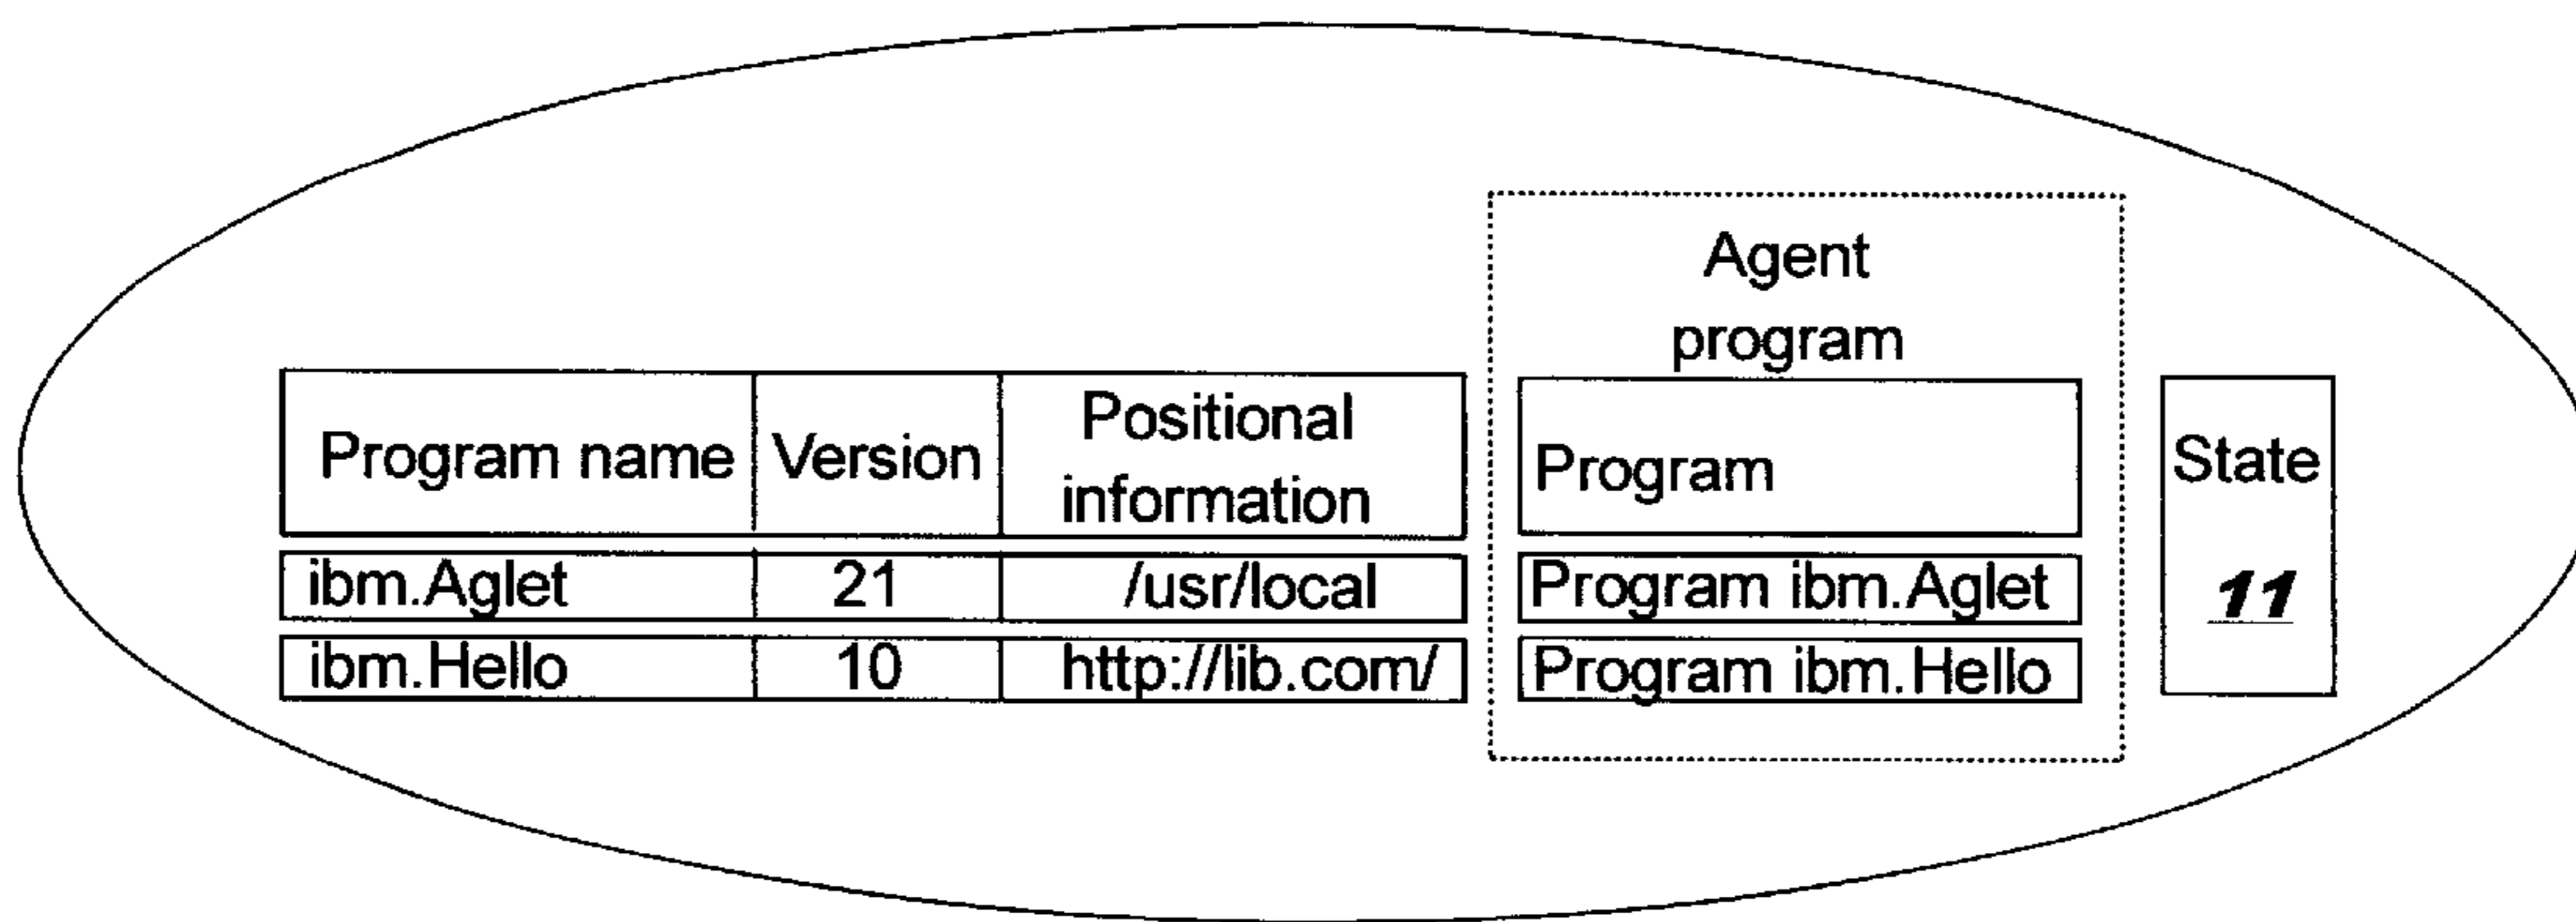 Agent
program
Program name Version Positional
information
Program
State
ibm.Aglet 21 /usr/local Program ibm.Aglet 11
ibm.Hello 10 http://lib.com/ Program ibm.Hello